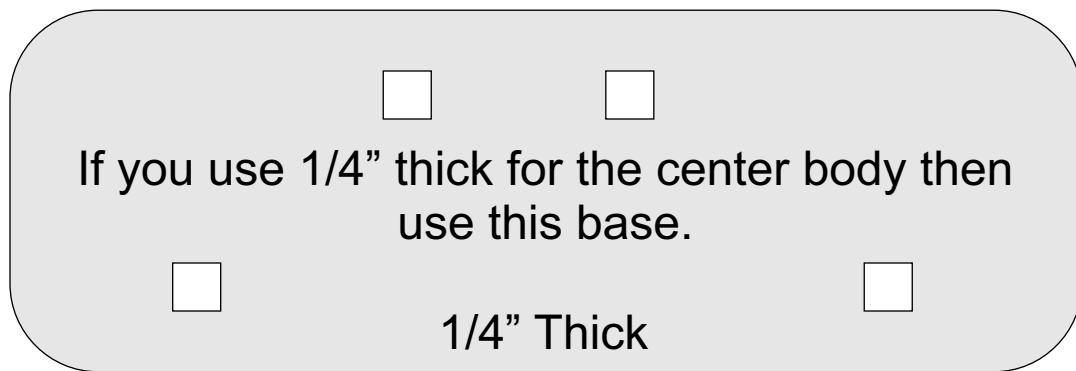 If you use 1/4” thick for the center body then
use this base.
1/4” Thick